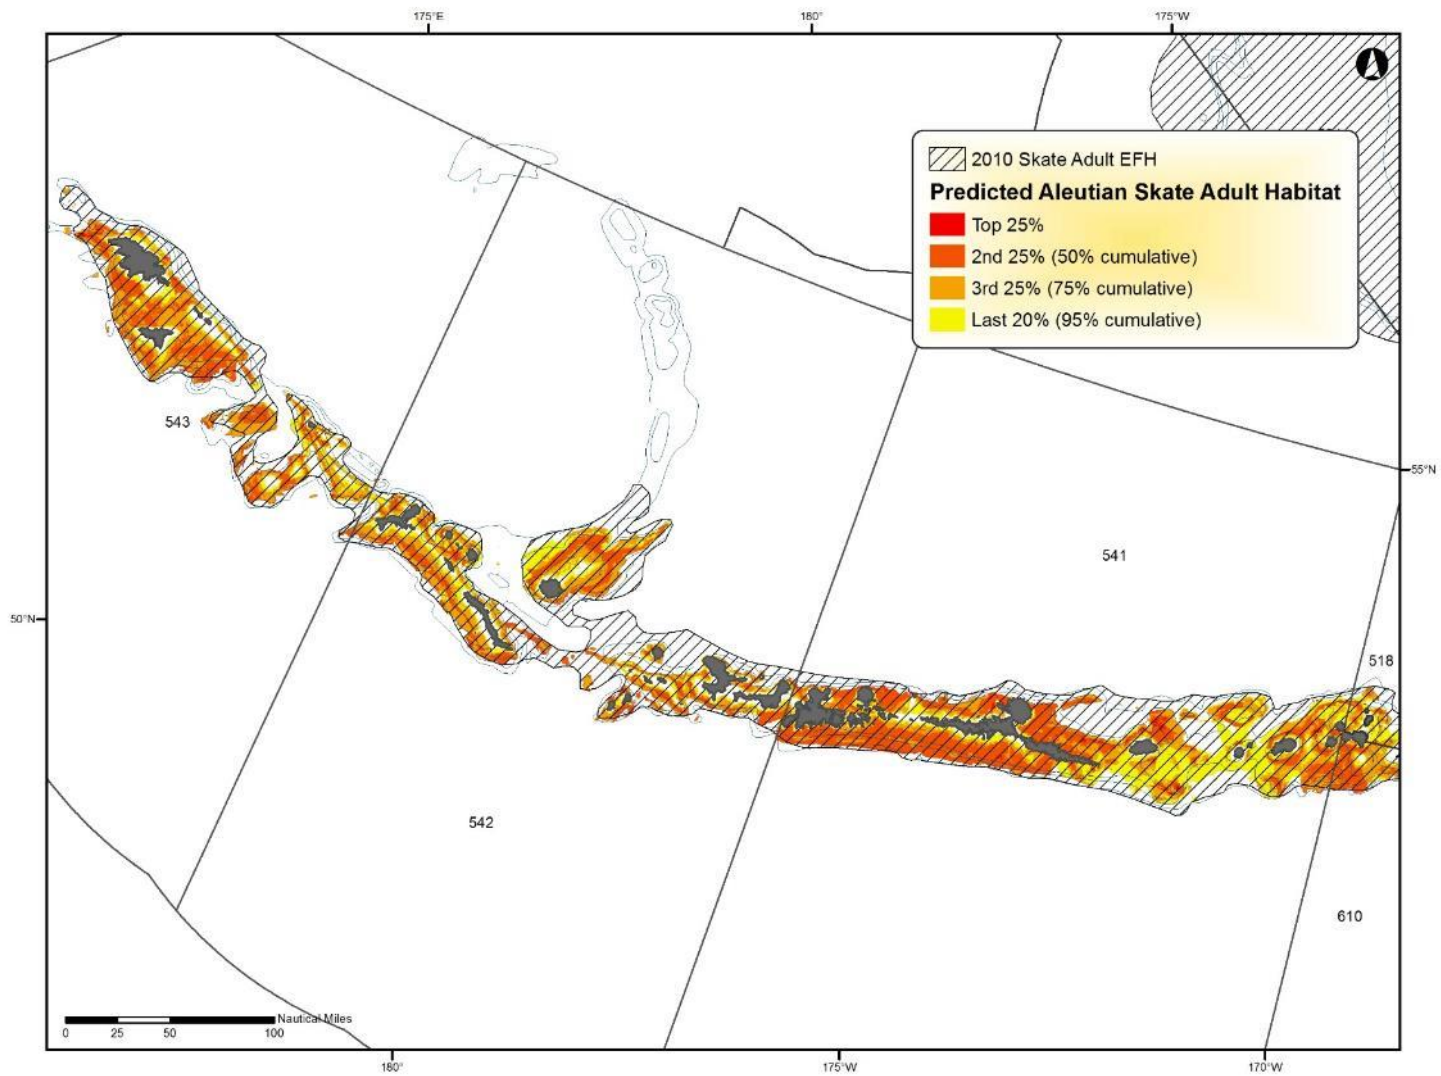 175°E 180° 175°W
2010 Skate Adult EFH
Predicted Aleutian Skate Adult Habitat
Top 25%
2nd 25% (50% cumulative)
3rd 25% (75% cumulative)
Last 20% (95% cumulative)
543
55°N
541
50°N
518
542
610
Nautical Miles
0 25 50 100
180° 175°W 170°W